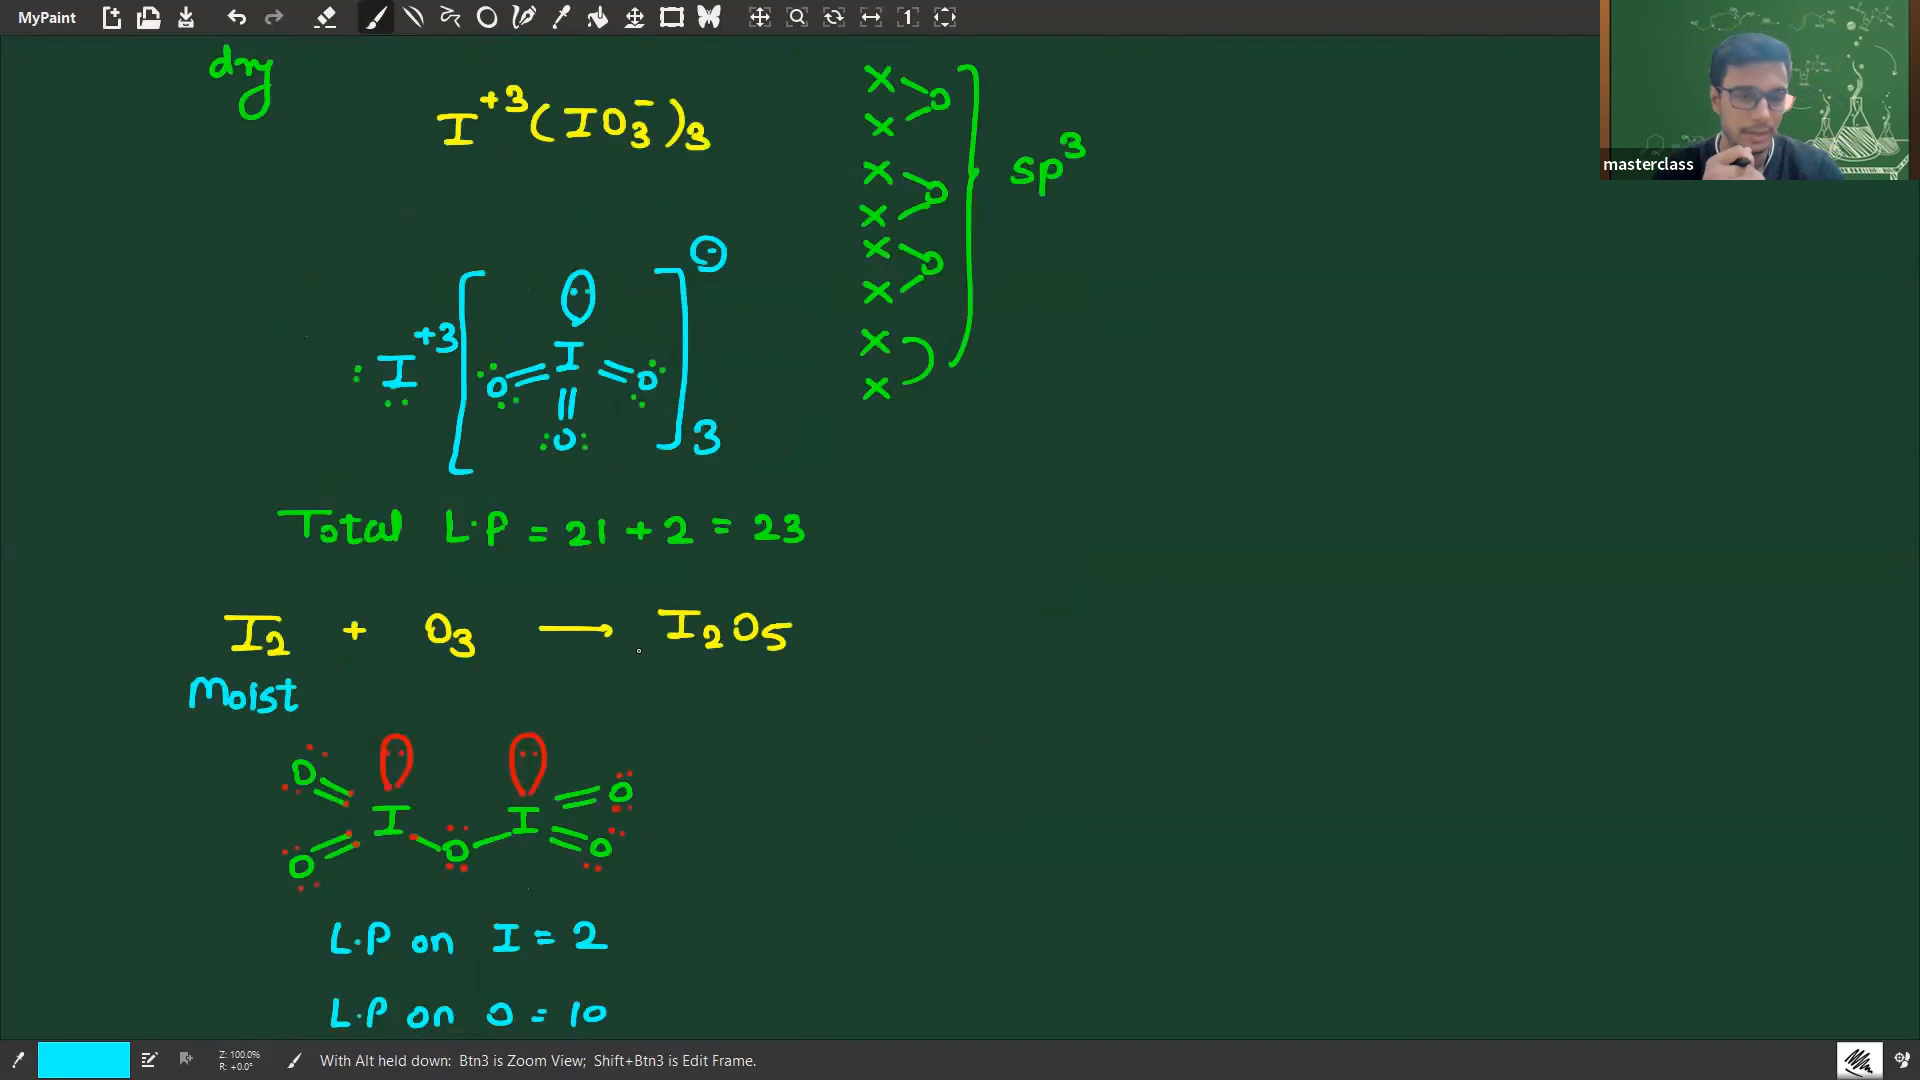 MyPaint
masterclass
dry
I⁺³(IO₃⁻)₃
X
X
O
X
X
O
X
X
O
X
X
sp³
: I⁺³ [ I O O O ]⁻ ₃
Total L.P = 21 + 2 = 23
I₂ + O₃ → I₂O₅
Moist
O I I O
O O O
L.P on I = 2
L.P on O = 10
Z: 100.0%
R: +0.0°
With Alt held down: Btn3 is Zoom View; Shift+Btn3 is Edit Frame.